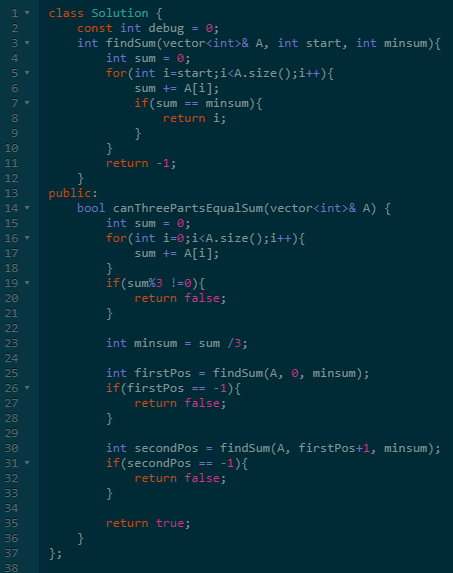 1 class Solution {
2     const int debug = 0;
3     int findSum(vector<int>& A, int start, int minsum){
4         int sum = 0;
5         for(int i=start;i<A.size();i++){
6             sum += A[i];
7             if(sum == minsum){
8                 return i;
9             }
10         }
11         return -1;
12     }
13 public:
14     bool canThreePartsEqualSum(vector<int>& A) {
15         int sum = 0;
16         for(int i=0;i<A.size();i++){
17             sum += A[i];
18         }
19         if(sum%3 !=0){
20             return false;
21         }
22
23         int minsum = sum /3;
24
25         int firstPos = findSum(A, 0, minsum);
26         if(firstPos == -1){
27             return false;
28         }
29
30         int secondPos = findSum(A, firstPos+1, minsum);
31         if(secondPos == -1){
32             return false;
33         }
34
35         return true;
36     }
37 };
38